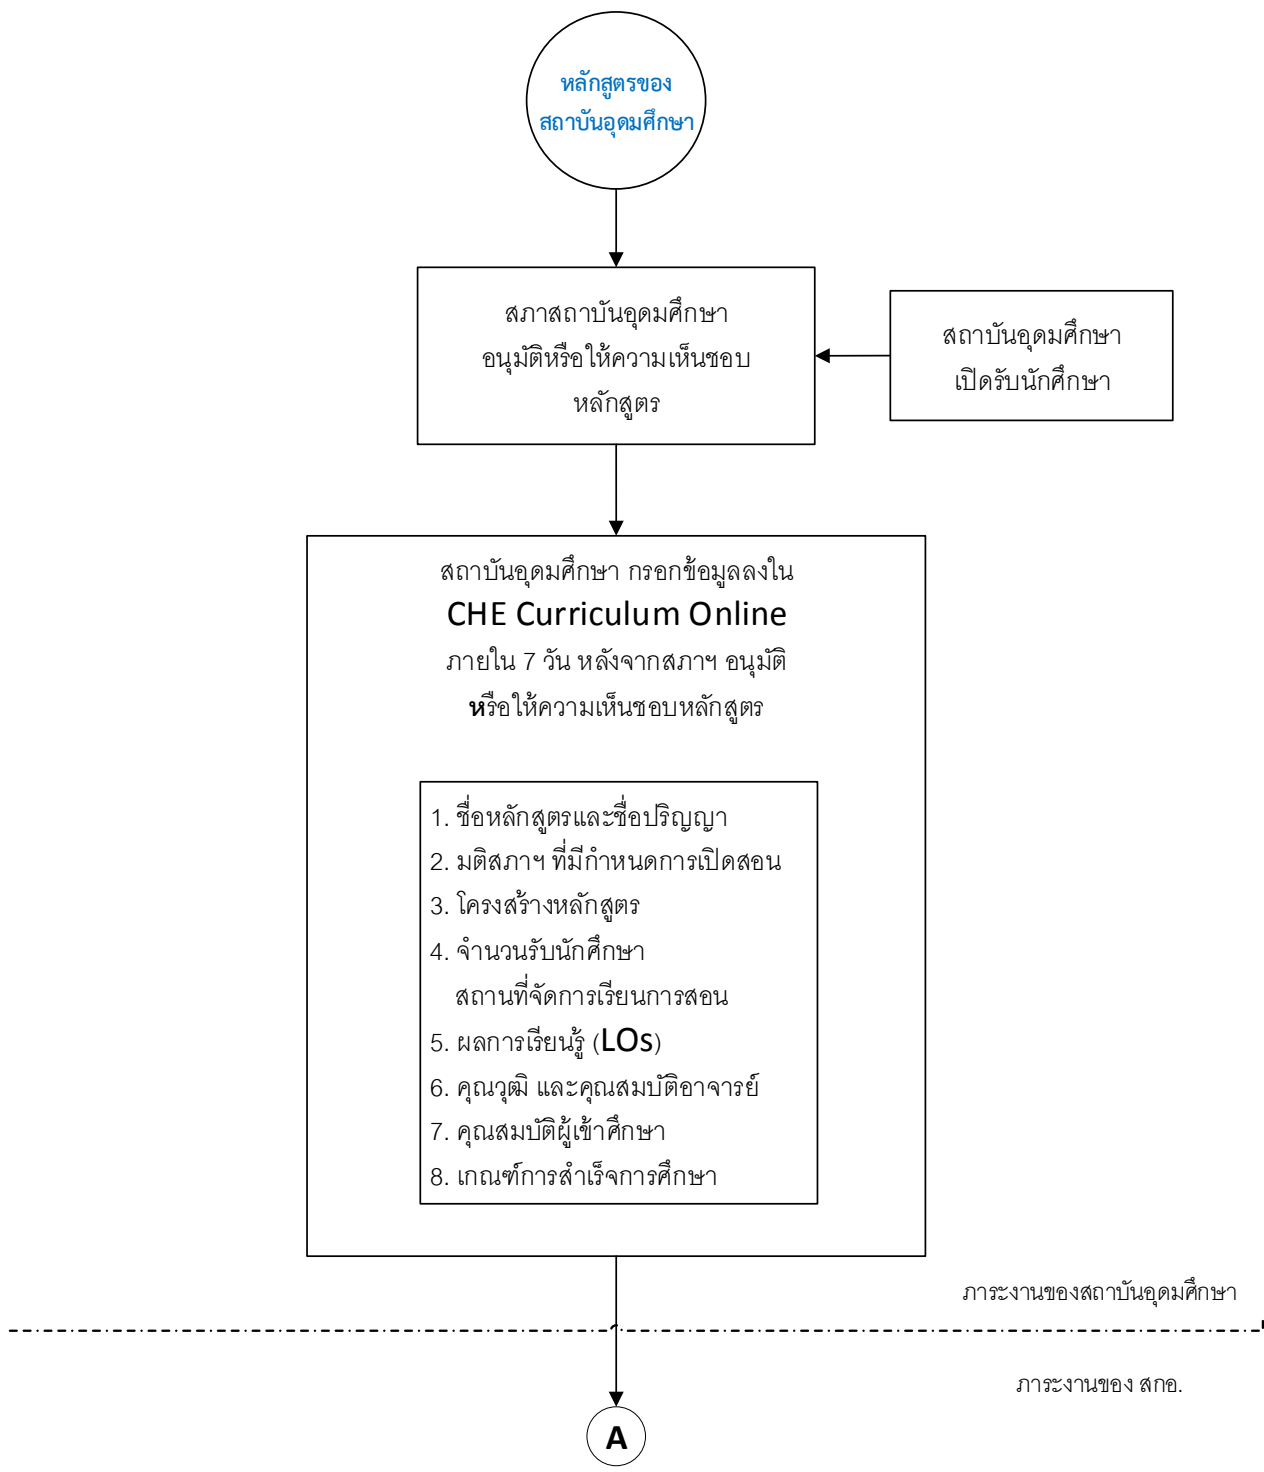 หลักสูตรของ
สถาบันอุดมศึกษา
สภาสถาบันอุดมศึกษา
อนุมัติหรือให้ความเห็นชอบ
หลักสูตร
สถาบันอุดมศึกษา
เปิดรับนักศึกษา
สถาบันอุดมศึกษา กรอกข้อมูลลงใน
CHE Curriculum Online
ภายใน 7 วัน หลังจากสภาฯ อนุมัติ
หรือให้ความเห็นชอบหลักสูตร
1. ชื่อหลักสูตรและชื่อปริญญา
2. มติสภาฯ ที่มีกำหนดการเปิดสอน
3. โครงสร้างหลักสูตร
4. จำนวนรับนักศึกษา
สถานที่จัดการเรียนการสอน
5. ผลการเรียนรู้ (LOs)
6. คุณวุฒิ และคุณสมบัติอาจารย์
7. คุณสมบัติผู้เข้าศึกษา
8. เกณฑ์การสำเร็จการศึกษา
ภาระงานของสถาบันอุดมศึกษา
ภาระงานของ สกอ.
A